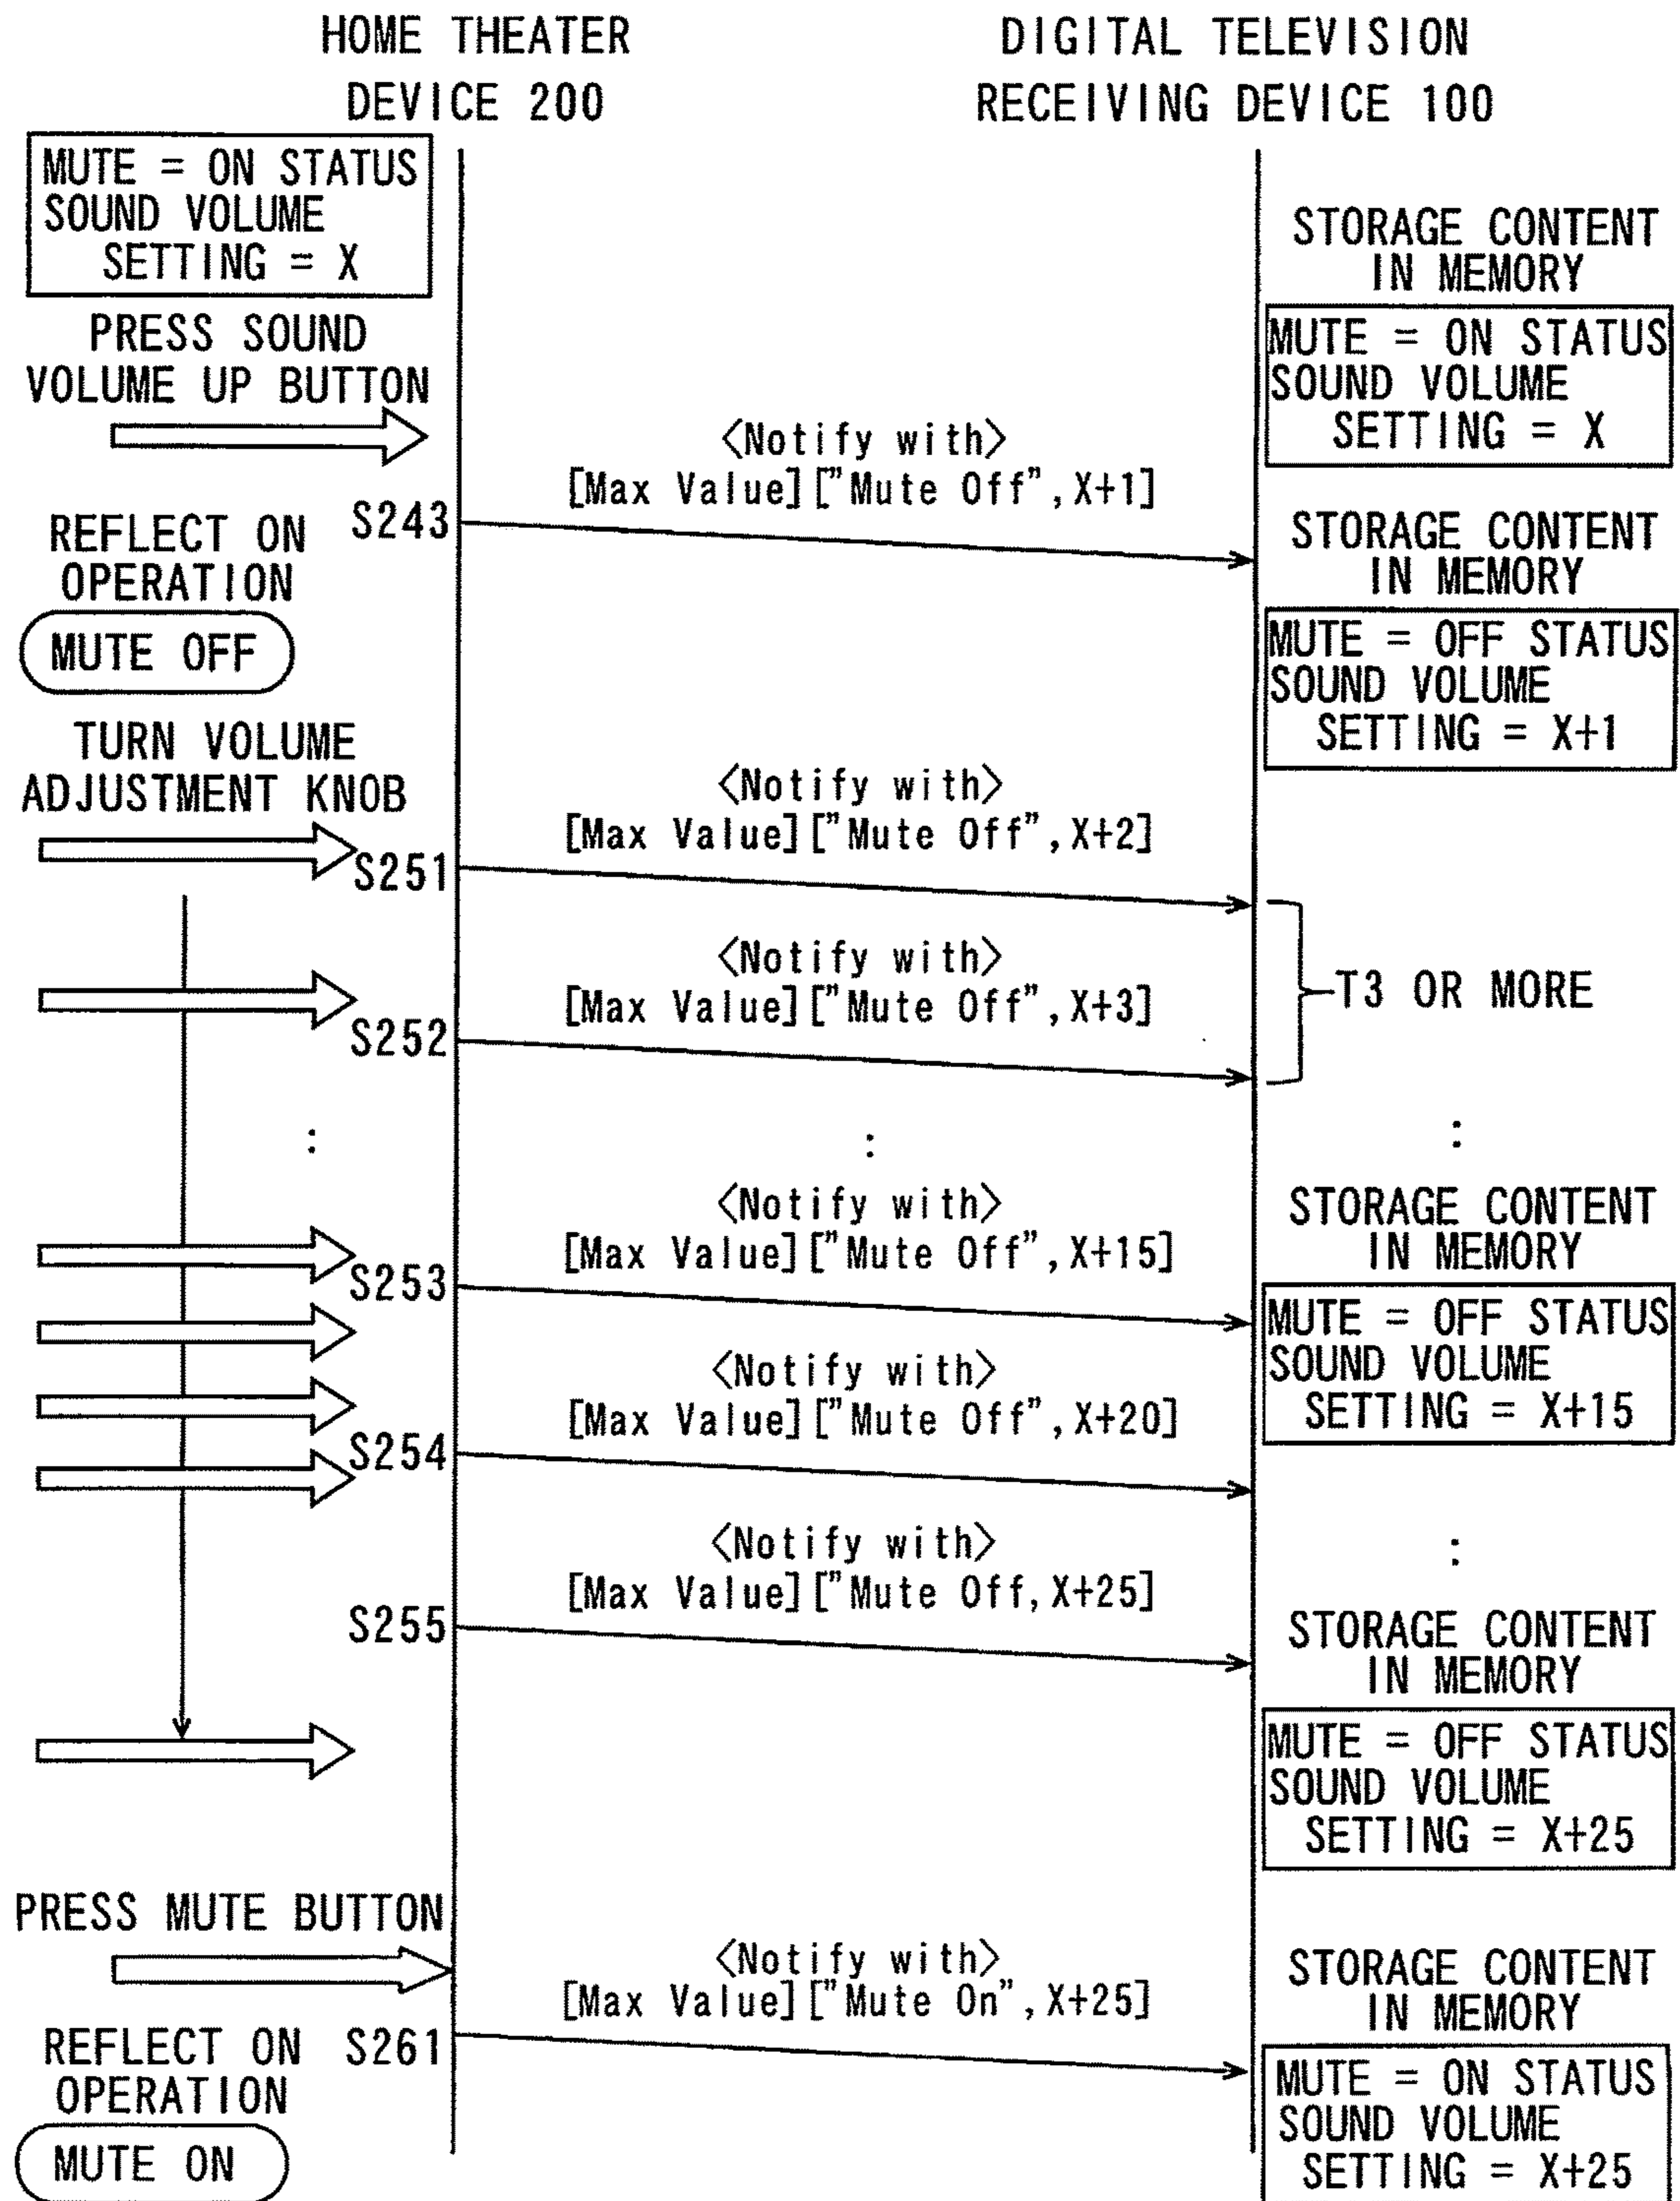 HOME THEATER
DEVICE 200
DIGITAL TELEVISION
RECEIVING DEVICE 100
MUTE = ON STATUS
SOUND VOLUME
SETTING = X
STORAGE CONTENT
IN MEMORY
MUTE = ON STATUS
SOUND VOLUME
SETTING = X
PRESS SOUND
VOLUME UP BUTTON
<Notify with>
[Max Value]["Mute Off",X+1]
S243
REFLECT ON
OPERATION
MUTE OFF
STORAGE CONTENT
IN MEMORY
MUTE = OFF STATUS
SOUND VOLUME
SETTING = X+1
TURN VOLUME
ADJUSTMENT KNOB
<Notify with>
[Max Value]["Mute Off",X+2]
S251
<Notify with>
[Max Value]["Mute Off",X+3]
S252
T3 OR MORE
:
:
:
<Notify with>
[Max Value]["Mute Off",X+15]
S253
STORAGE CONTENT
IN MEMORY
MUTE = OFF STATUS
SOUND VOLUME
SETTING = X+15
<Notify with>
[Max Value]["Mute Off",X+20]
S254
:
<Notify with>
[Max Value]["Mute Off,X+25]
S255
STORAGE CONTENT
IN MEMORY
MUTE = OFF STATUS
SOUND VOLUME
SETTING = X+25
PRESS MUTE BUTTON
<Notify with>
[Max Value]["Mute On",X+25]
S261
REFLECT ON
OPERATION
MUTE ON
STORAGE CONTENT
IN MEMORY
MUTE = ON STATUS
SOUND VOLUME
SETTING = X+25